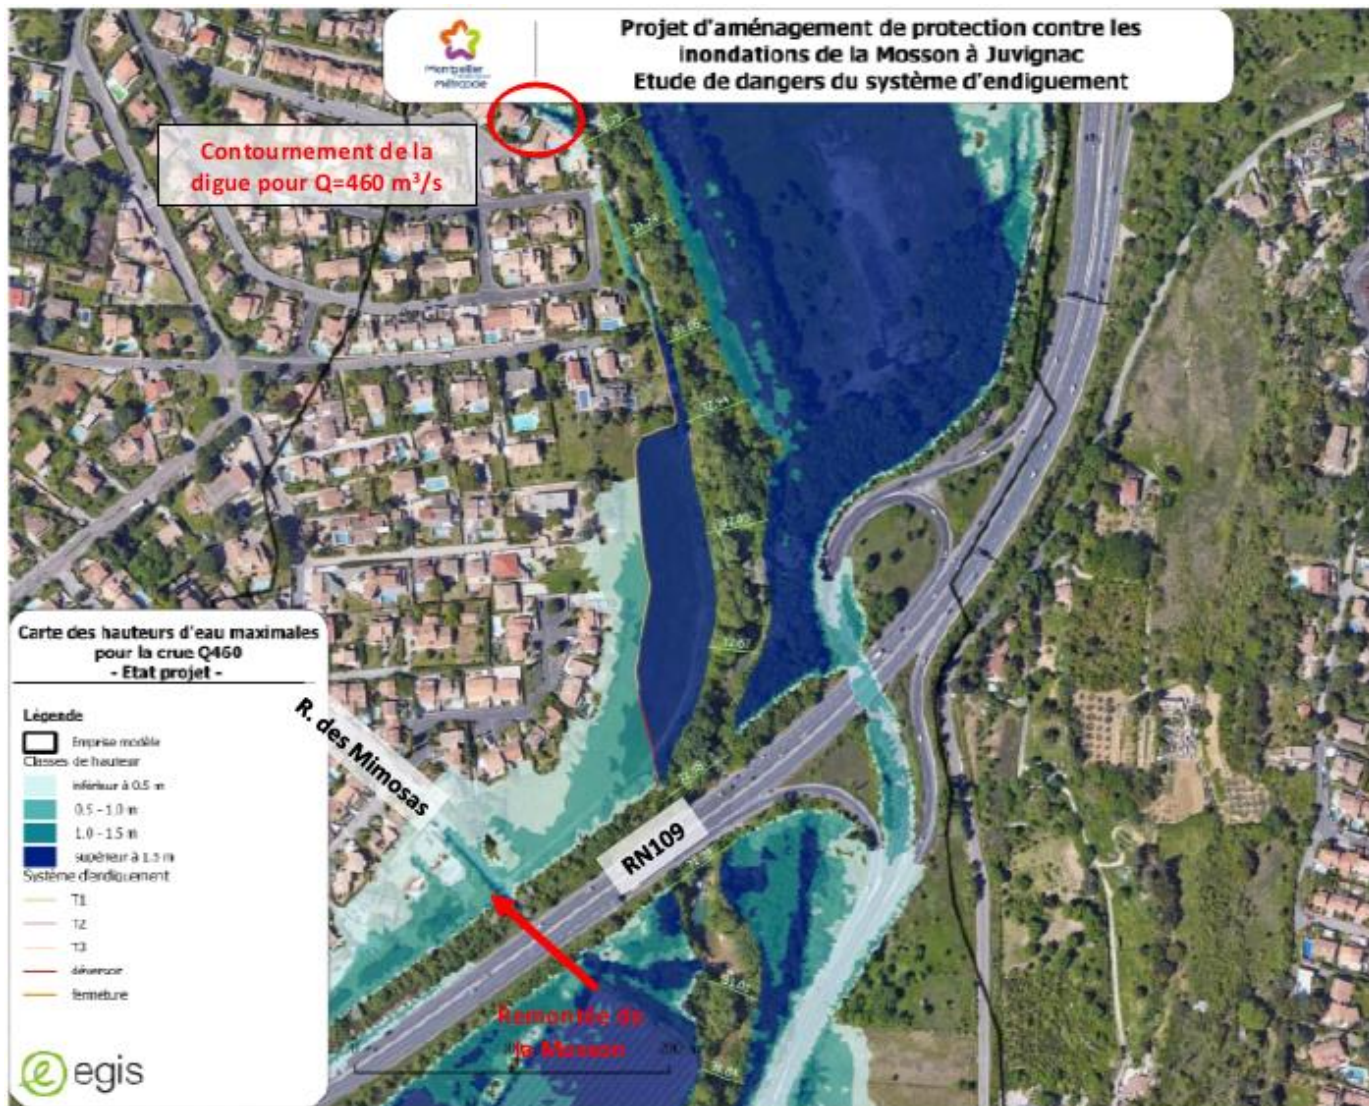 Montpellier
métropole
Projet d'aménagement de protection contre les
inondations de la Mosson à Juvignac
Etude de dangers du système d'endiguement
Contournement de la
digue pour Q=460 m³/s
Carte des hauteurs d'eau maximales
pour la crue Q460
- Etat projet -
Légende
Emprise modèle
Classes de hauteur
inférieur à 0.5 m
0.5 - 1.0 m
1.0 - 1.5 m
supérieur à 1.5 m
Système d'endiguement
T1
T2
T3
déversoir
fermeture
egis
R. des Mimosas
RN109
Remontée de
la Mosson